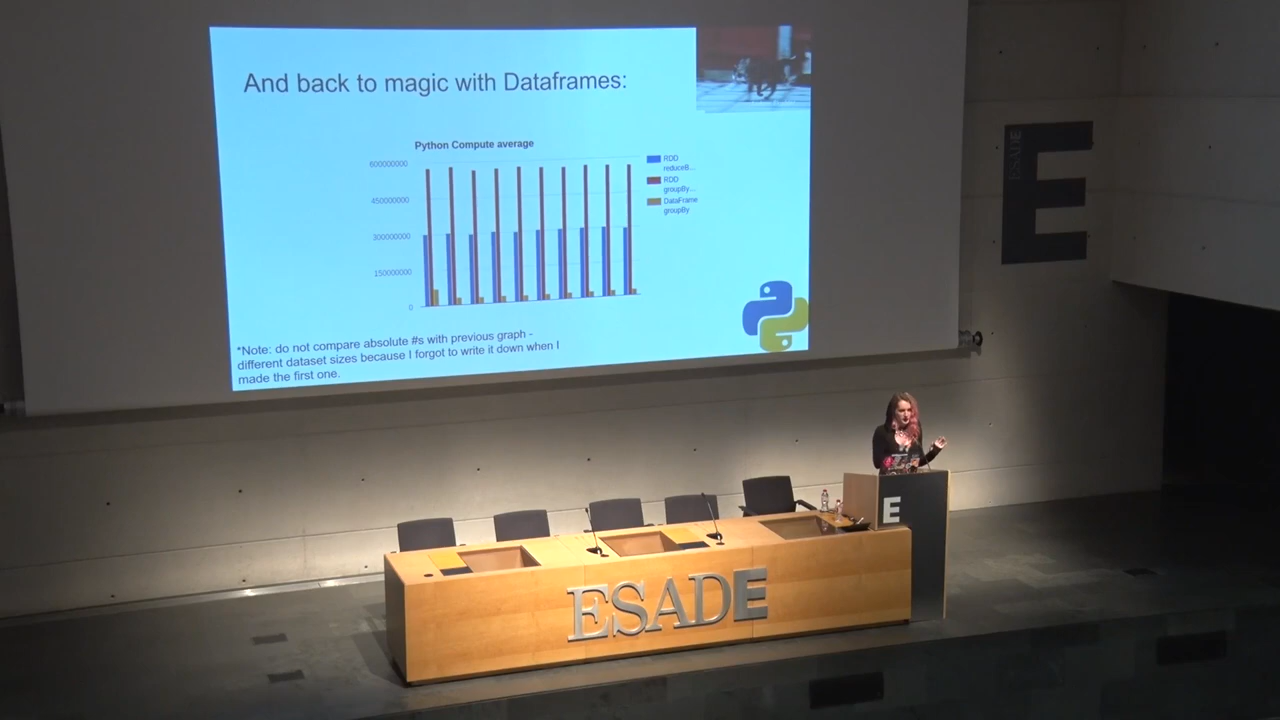 And back to magic with Dataframes:
Python Compute average
600000000
450000000
300000000
150000000
0
RDD
reduceB...
RDD
groupBy...
DataFrame
groupBy
*Note: do not compare absolute #s with previous graph -
different dataset sizes because I forgot to write it down when I
made the first one.
ESADE
E
E
ESADE